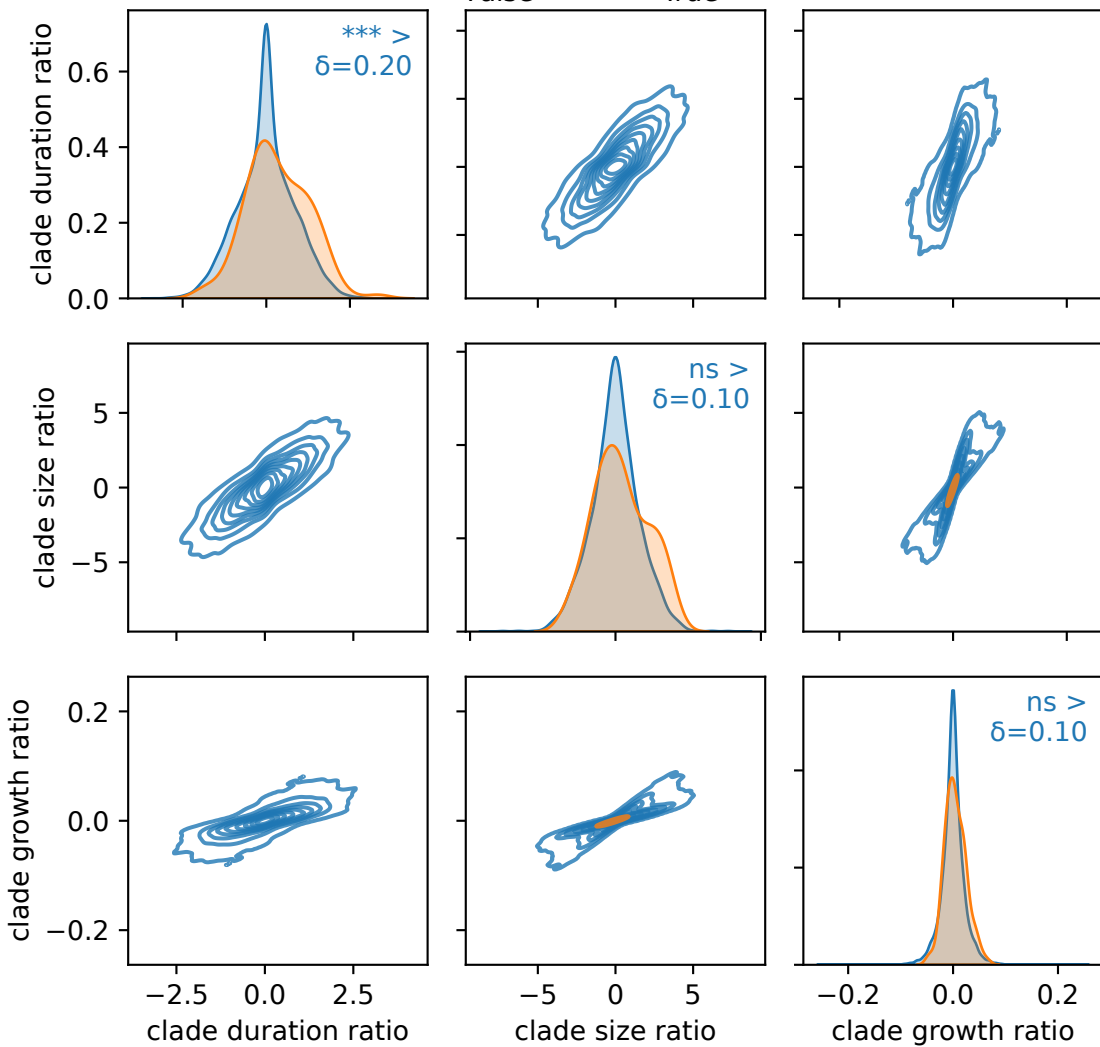 True
clade duration ratio
0.6
0.4
0.2
0.0
*** >
δ=0.20
clade size ratio
5
0
−5
ns >
δ=0.10
clade growth ratio
0.2
0.0
−0.2
ns >
δ=0.10
−2.5 0.0 2.5
−5 0 5
−0.2 0.0 0.2
clade duration ratio
clade size ratio
clade growth ratio